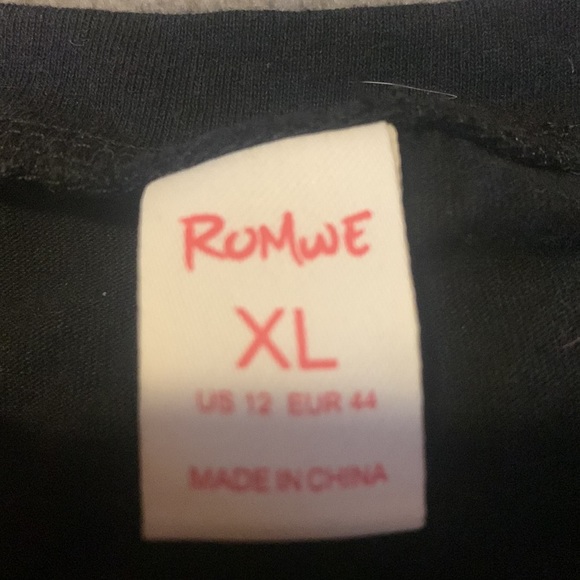 ROMWE
XL
US 12 EUR 44
MADE IN CHINA